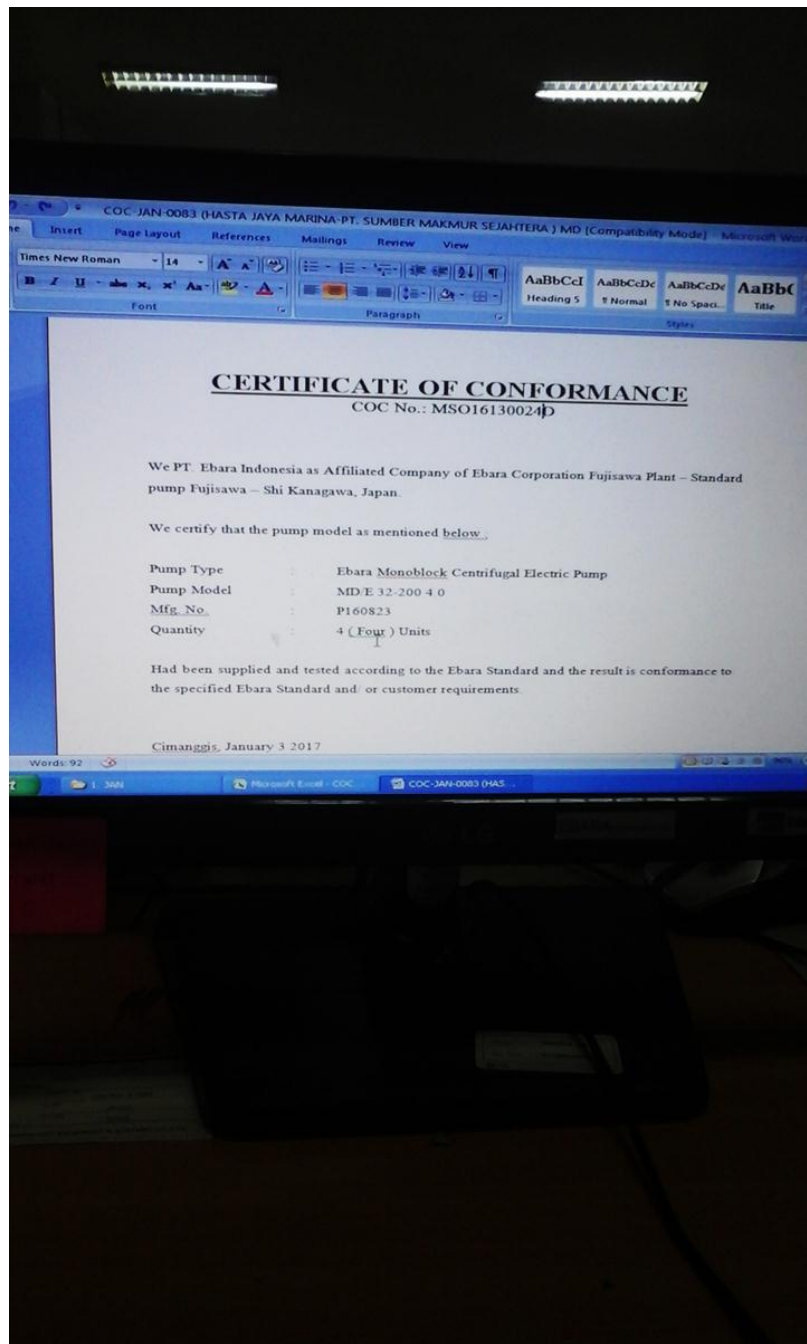 COC-JAN-0083 (HASTA JAYA MARINA-PT. SUMBER MAKMUR SEJAHTERA ) MD [Compatibility Mode] Microsoft Wor
Insert Page Layout References Mailings Review View
Times New Roman 14
AaBbCcI AaBbCcDc AaBbCcDc AaBb(
Heading 5 ¶ Normal ¶ No Spaci... Title
Font Paragraph Styles
CERTIFICATE OF CONFORMANCE
COC No.: MSO16130024D
We PT. Ebara Indonesia as Affiliated Company of Ebara Corporation Fujisawa Plant – Standard
pump Fujisawa – Shi Kanagawa, Japan.
We certify that the pump model as mentioned below ,
Pump Type : Ebara Monoblock Centrifugal Electric Pump
Pump Model : MD/E 32-200 4.0
Mfg. No. : P160823
Quantity : 4 ( Four ) Units
Had been supplied and tested according to the Ebara Standard and the result is conformance to
the specified Ebara Standard and/ or customer requirements.
Cimanggis, January 3 2017
Words: 92
1. JAN Microsoft Excel - COC ... COC-JAN-0083 (HAS...